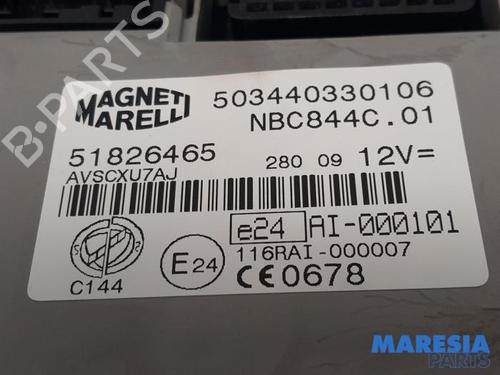 MAGNETI MARELLI
503440330106
NBC844C.01
51826465
280 09 12V=
AVSCXU7AJ
e24 AI-000101
116RAI-000007
E24
CE0678
C144
B-PARTS
MARESIA
PARTS